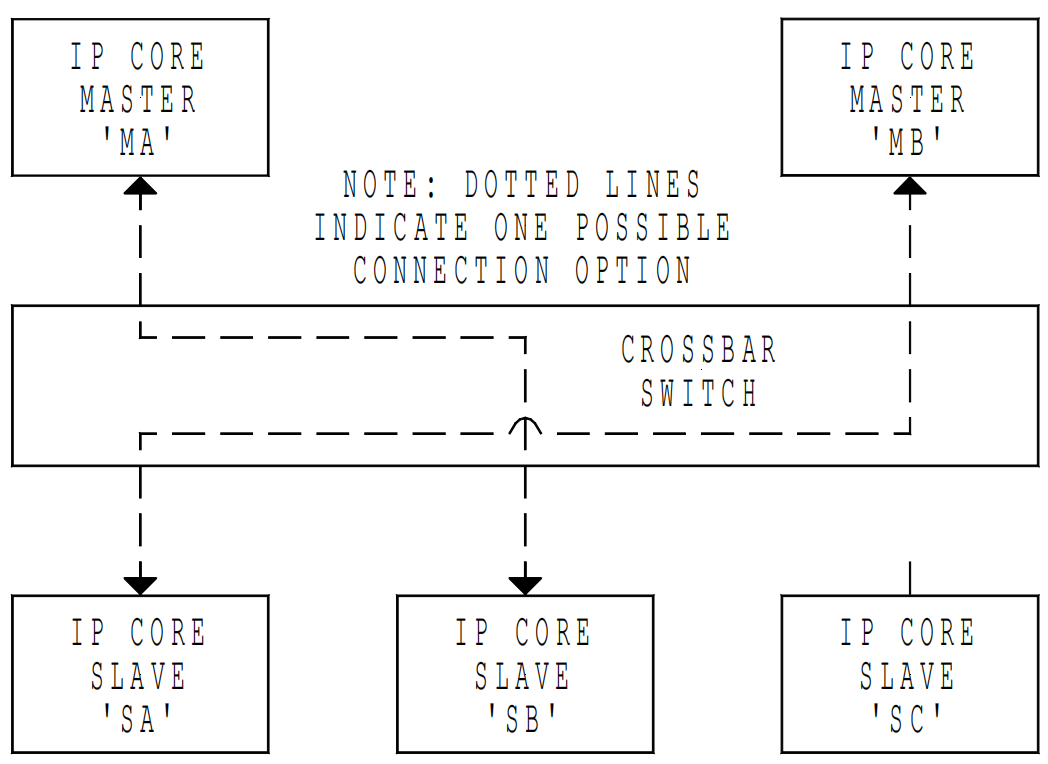 IP CORE
MASTER
'MA'
IP CORE
MASTER
'MB'
NOTE: DOTTED LINES
INDICATE ONE POSSIBLE
CONNECTION OPTION
CROSSBAR
SWITCH
IP CORE
SLAVE
'SA'
IP CORE
SLAVE
'SB'
IP CORE
SLAVE
'SC'